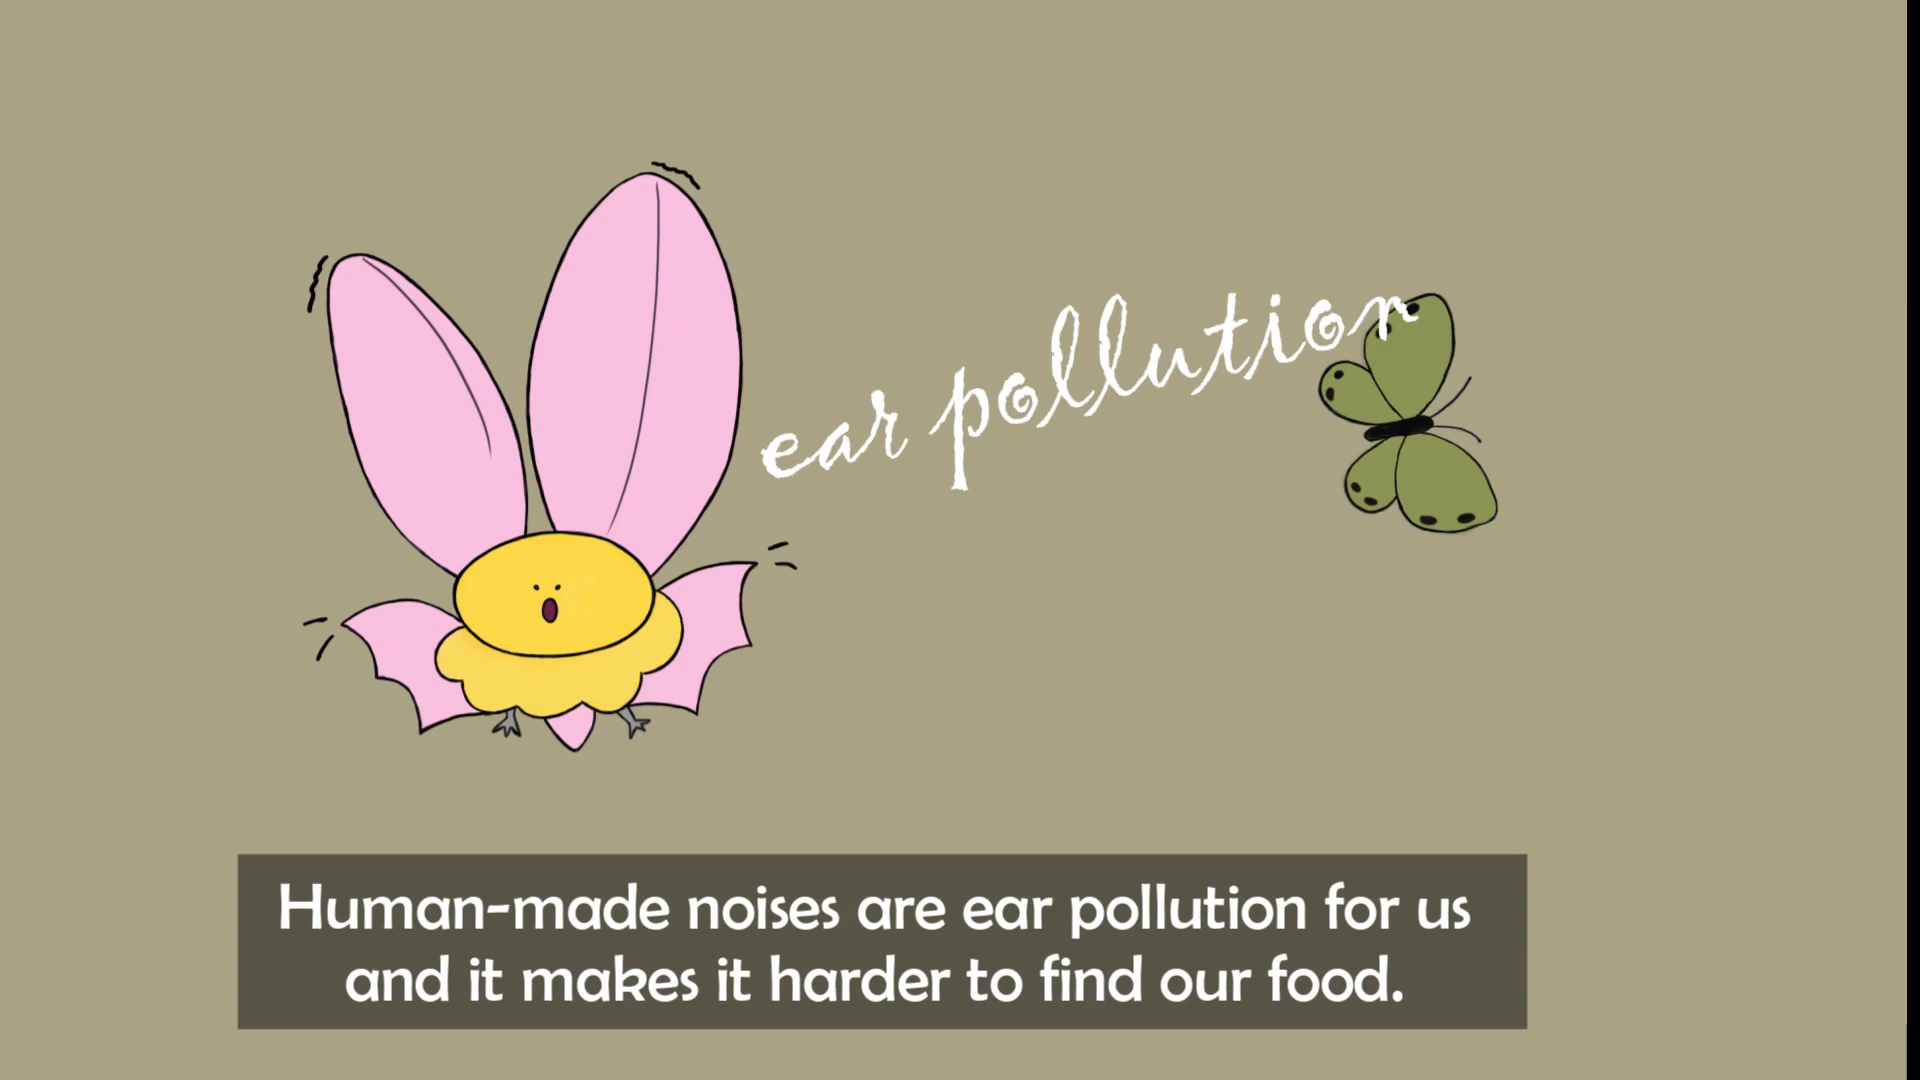 ear pollution
Human-made noises are ear pollution for us
and it makes it harder to find our food.